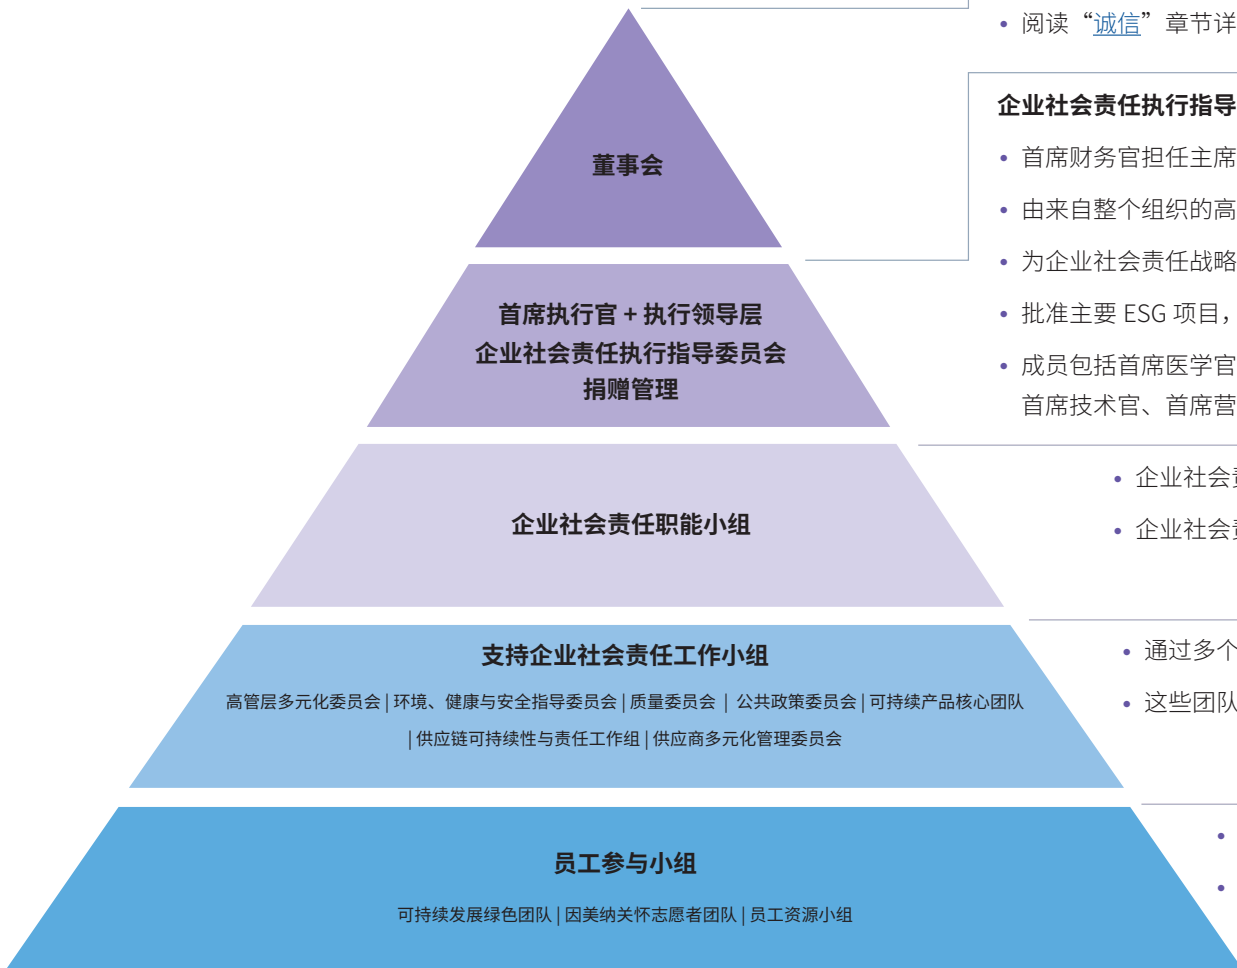 • 阅读“诚信”章节详
董事会
企业社会责任执行指导
• 首席财务官担任主席
• 由来自整个组织的高
• 为企业社会责任战略
• 批准主要 ESG 项目，
• 成员包括首席医学官
首席技术官、首席营
首席执行官 + 执行领导层
企业社会责任执行指导委员会
捐赠管理
• 企业社会责
• 企业社会责
企业社会责任职能小组
• 通过多个
• 这些团队
支持企业社会责任工作小组
高管层多元化委员会 | 环境、健康与安全指导委员会 | 质量委员会 | 公共政策委员会 | 可持续产品核心团队
| 供应链可持续性与责任工作组 | 供应商多元化管理委员会
员工参与小组
可持续发展绿色团队 | 因美纳关怀志愿者团队 | 员工资源小组